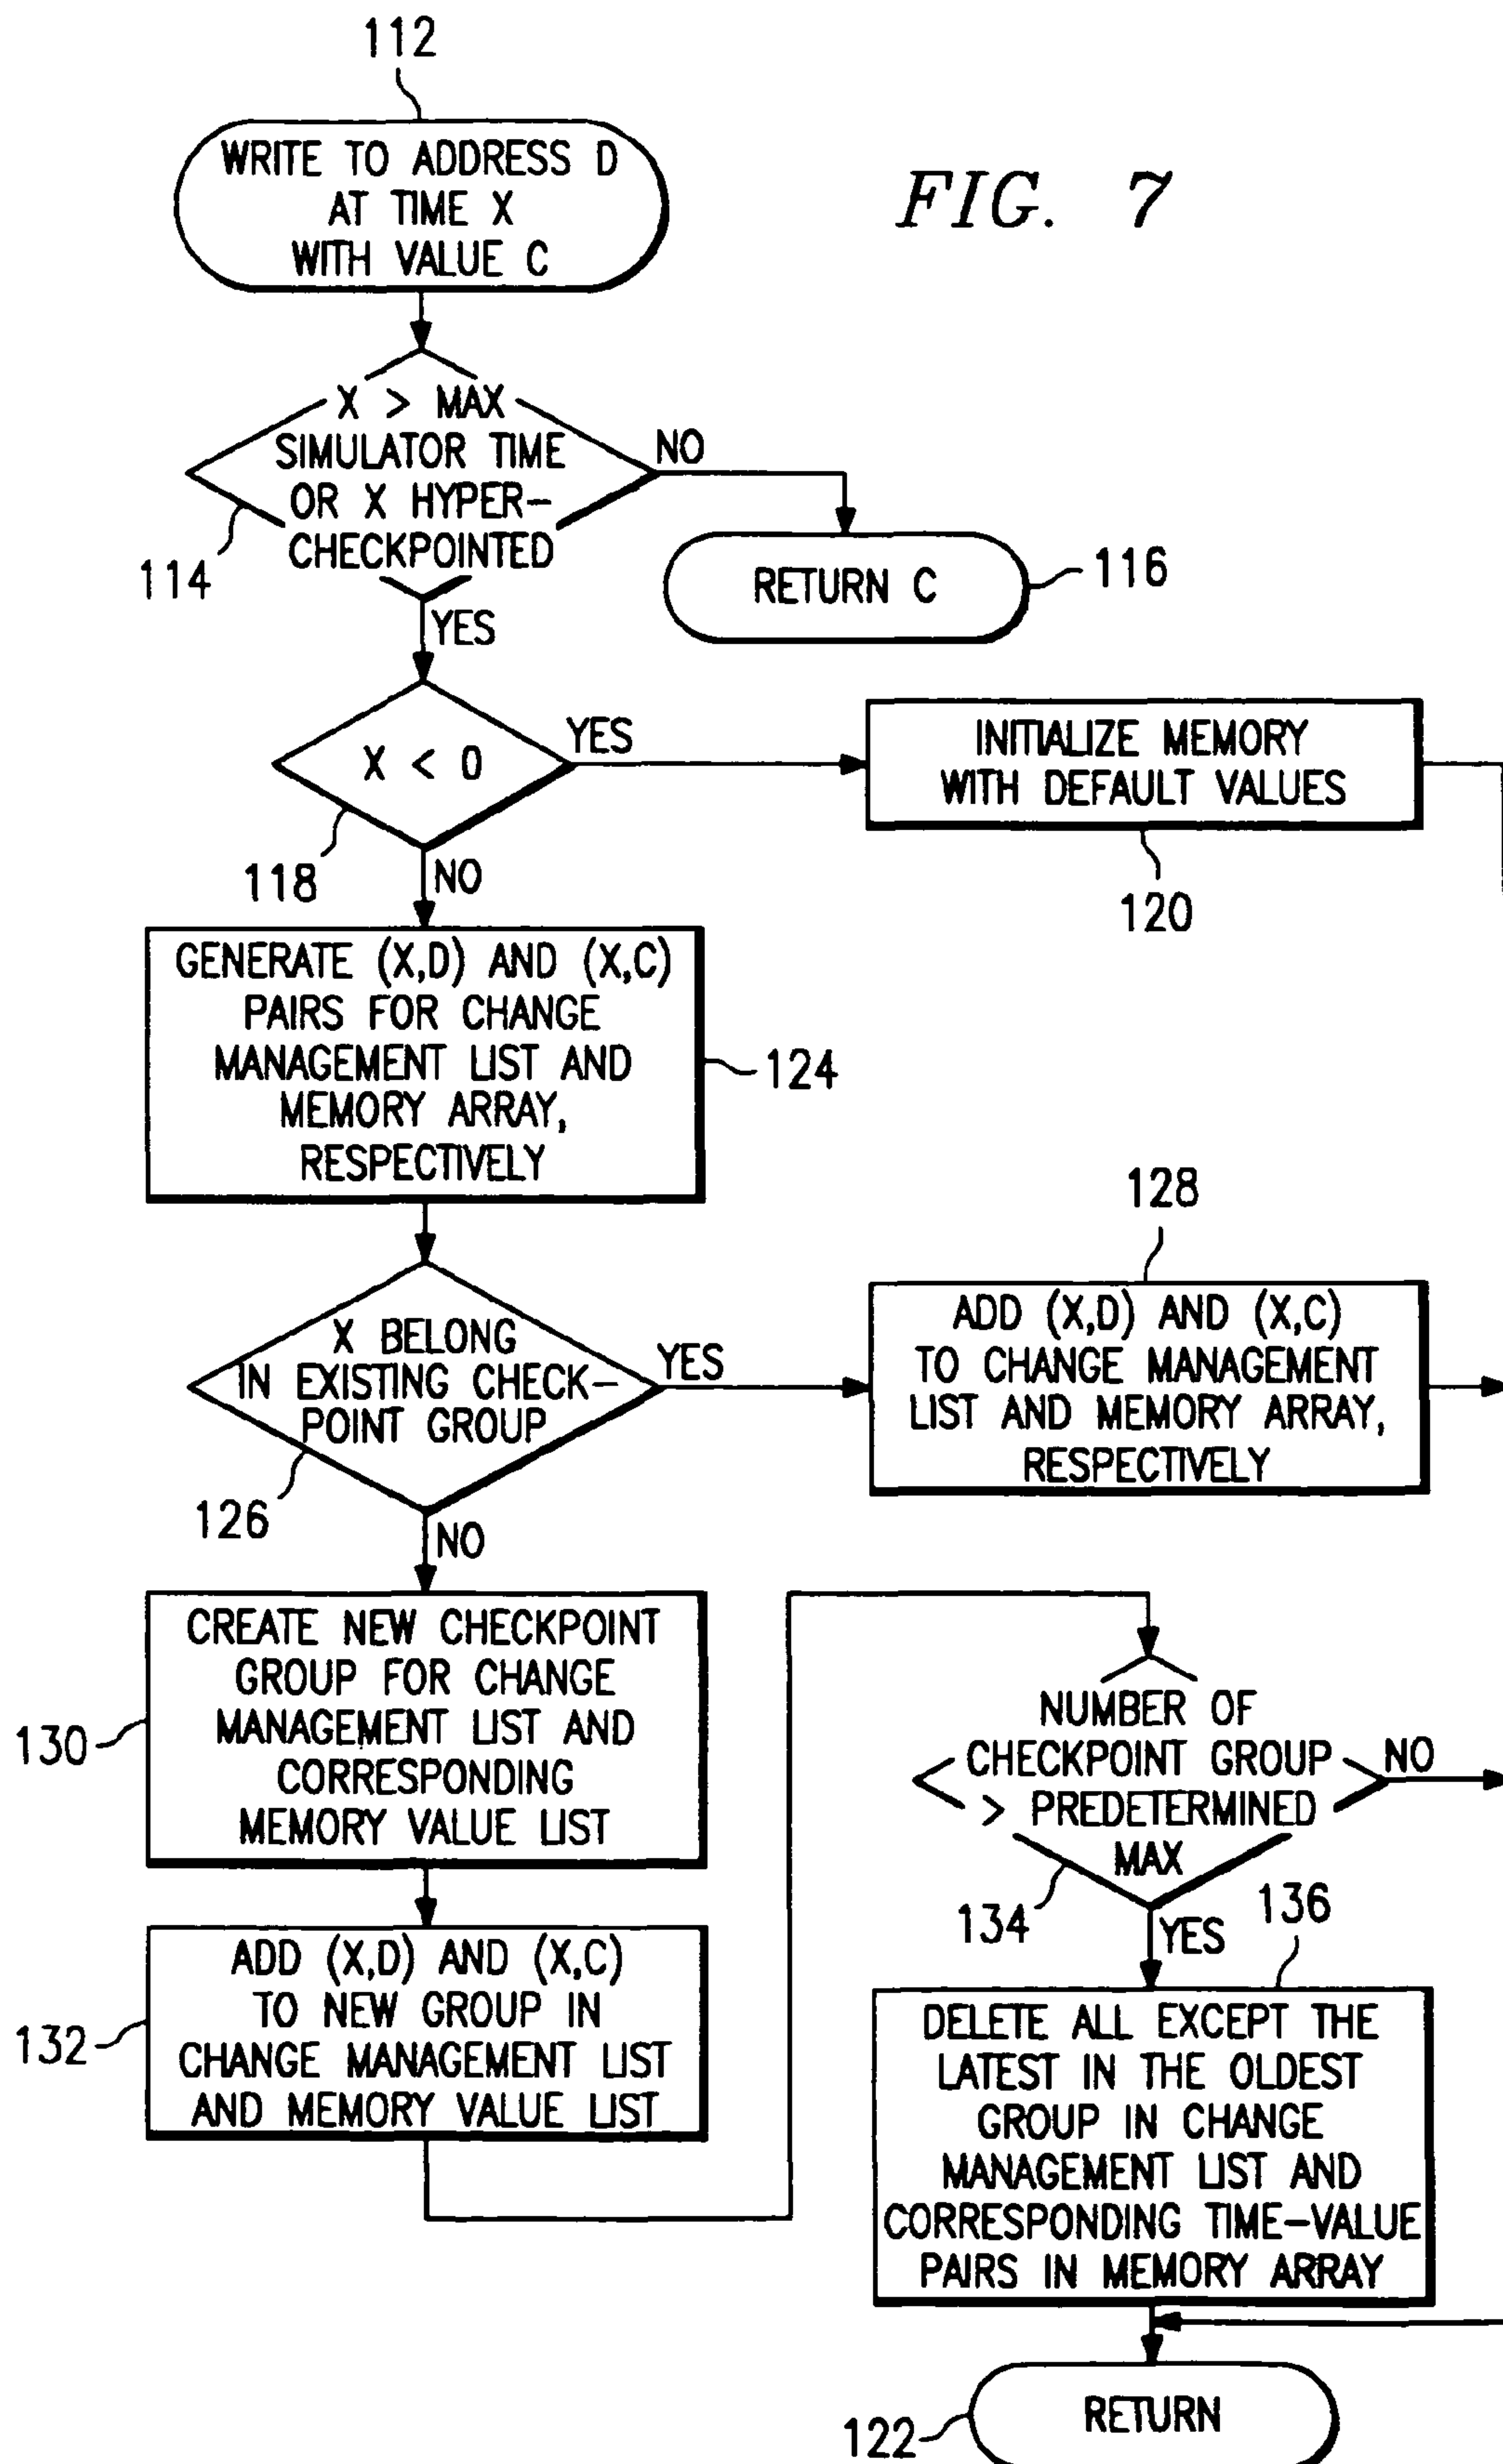 112
WRITE TO ADDRESS D
AT TIME X
WITH VALUE C
FIG. 7
X > MAX
SIMULATOR TIME
OR X HYPER-
CHECKPOINTED
NO
114
RETURN C
116
YES
X < 0
YES
INITIALIZE MEMORY
WITH DEFAULT VALUES
118
NO
120
GENERATE (X,D) AND (X,C)
PAIRS FOR CHANGE
MANAGEMENT LIST AND
MEMORY ARRAY,
RESPECTIVELY
124
128
X BELONG
IN EXISTING CHECK-
POINT GROUP
YES
ADD (X,D) AND (X,C)
TO CHANGE MANAGEMENT
LIST AND MEMORY ARRAY,
RESPECTIVELY
126
NO
CREATE NEW CHECKPOINT
GROUP FOR CHANGE
MANAGEMENT LIST AND
CORRESPONDING
MEMORY VALUE LIST
130
NUMBER OF
CHECKPOINT GROUP
> PREDETERMINED
MAX
NO
134
YES
136
ADD (X,D) AND (X,C)
TO NEW GROUP IN
CHANGE MANAGEMENT LIST
AND MEMORY VALUE LIST
132
DELETE ALL EXCEPT THE
LATEST IN THE OLDEST
GROUP IN CHANGE
MANAGEMENT LIST AND
CORRESPONDING TIME-VALUE
PAIRS IN MEMORY ARRAY
RETURN
122